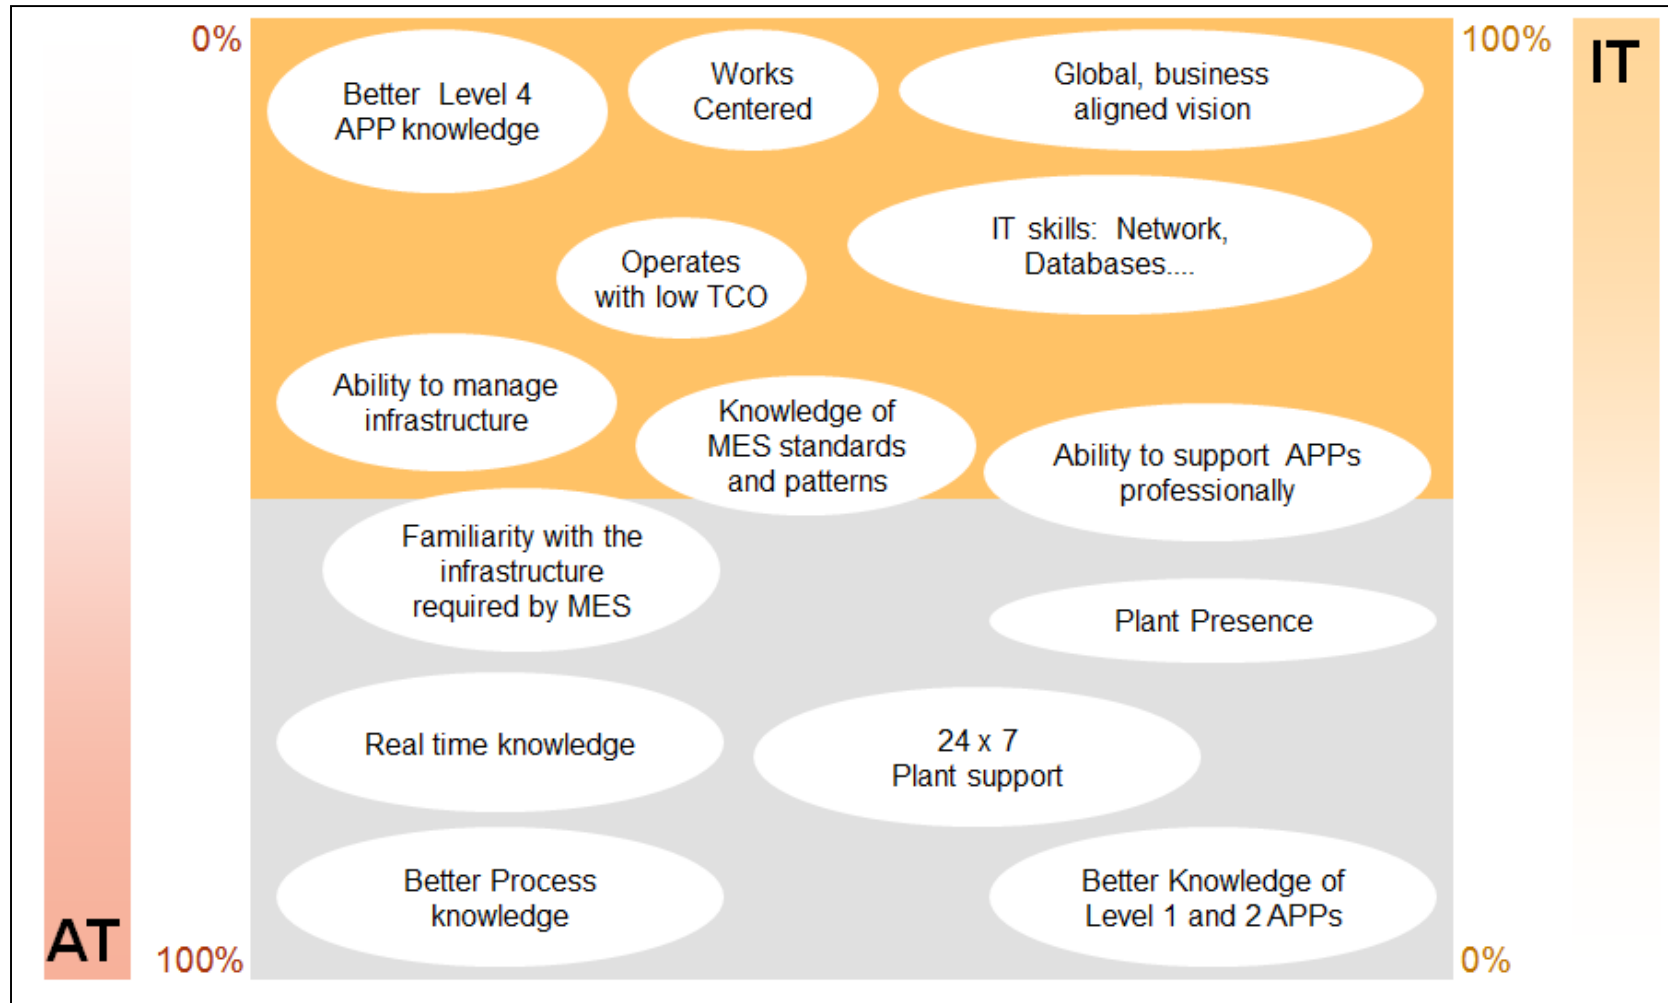 0%
100%
IT
Better Level 4
APP knowledge
Works
Centered
Global, business
aligned vision
IT skills: Network,
Databases....
Operates
with low TCO
Ability to manage
infrastructure
Knowledge of
MES standards
and patterns
Ability to support APPs
professionally
Familiarity with the
infrastructure
required by MES
Plant Presence
Real time knowledge
24 x 7
Plant support
Better Process
knowledge
Better Knowledge of
Level 1 and 2 APPs
AT
100%
0%